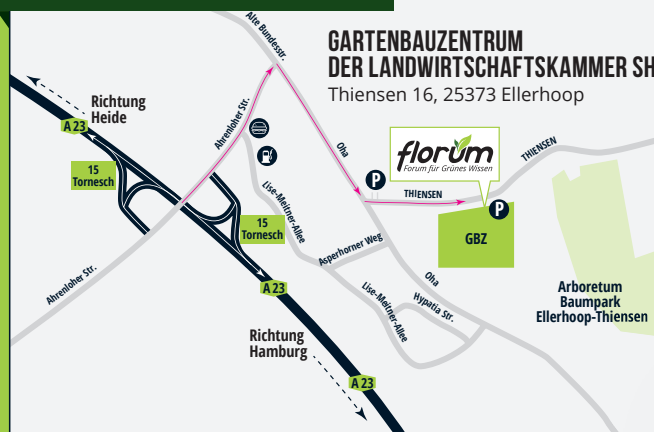 GARTENBAUZENTRUM
DER LANDWIRTSCHAFTSKAMMER SH
Thiensen 16, 25373 Ellerhoop
Alte Bundesstr.
Richtung
Heide
A 23
Ahrenloher Str.
15
Tornesch
Oha
florum
Forum für Grünes Wissen
THIENSEN
P
THIENSEN
P
Lise-Meitner-Allee
15
Tornesch
GBZ
Asperhorner Weg
Ahrenloher Str.
A 23
Oha
Lise-Meitner-Allee
Hypatia Str.
Arboretum
Baumpark
Ellerhoop-Thiensen
Richtung
Hamburg
A 23